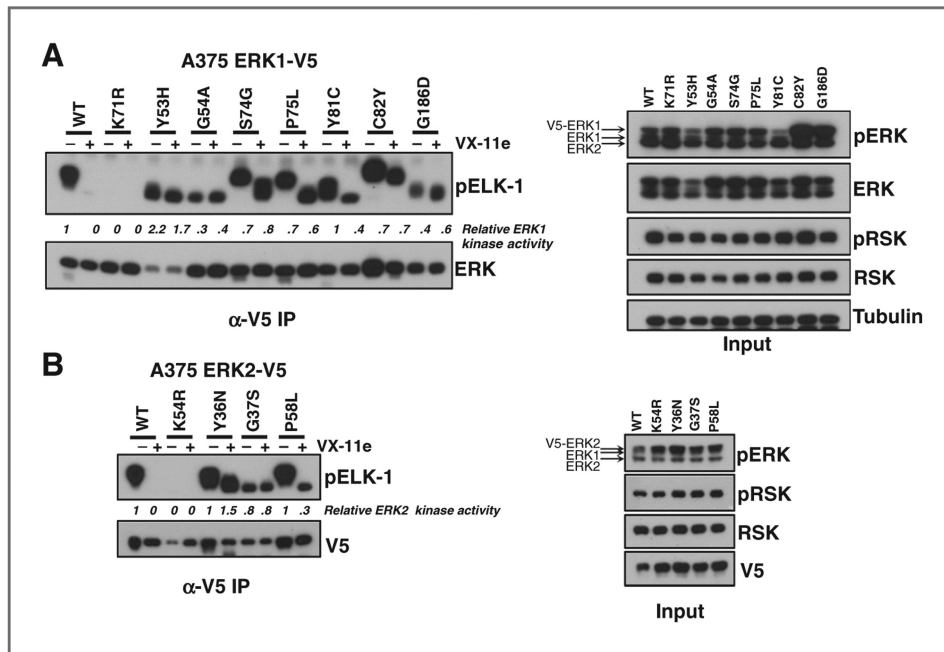 A
A375 ERK1-V5
WT K71R Y53H G54A S74G P75L Y81C C82Y G186D
– + – + – + – + – + – + – + – + – + VX-11e
pELK-1
1 0 0 0 2.2 1.7 .3 .4 .7 .8 .7 .6 1 .4 .7 .7 .4 .6 Relative ERK1
kinase activity
ERK
α-V5 IP
WT K71R Y53H G54A S74G P75L Y81C C82Y G186D
V5-ERK1
ERK1
ERK2
pERK
ERK
pRSK
RSK
Tubulin
Input
B
A375 ERK2-V5
WT K54R Y36N G37S P58L
– + – + – + – + – + VX-11e
pELK-1
1 0 0 0 1 1.5 .8 .8 1 .3 Relative ERK2 kinase activity
V5
α-V5 IP
WT K54R Y36N G37S P58L
V5-ERK2
ERK1
ERK2
pERK
pRSK
RSK
V5
Input